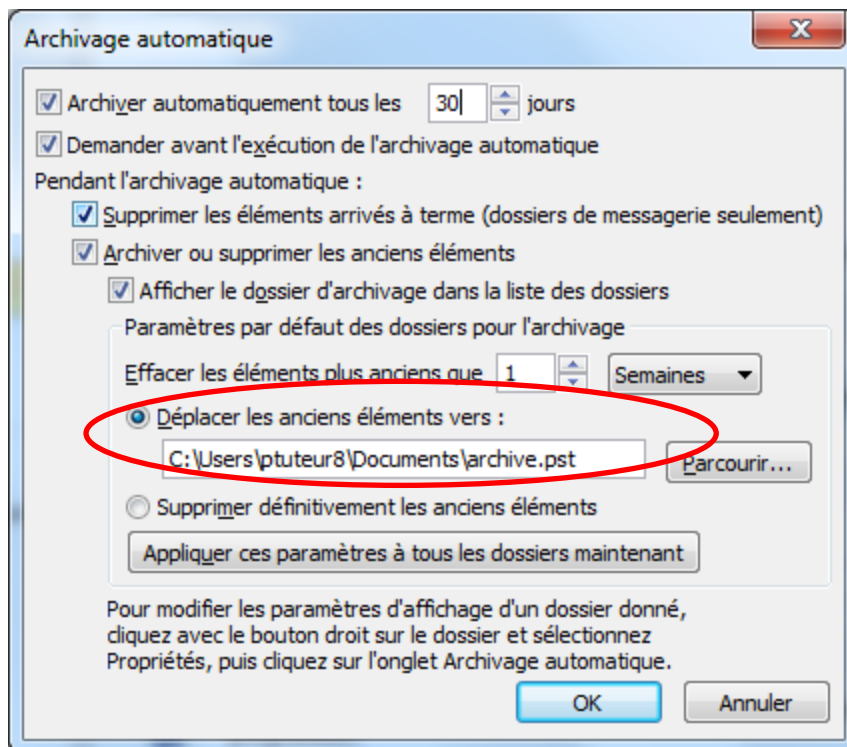 Archivage automatique
Archiver automatiquement tous les 30 jours
Demander avant l'exécution de l'archivage automatique
Pendant l'archivage automatique :
Supprimer les éléments arrivés à terme (dossiers de messagerie seulement)
Archiver ou supprimer les anciens éléments
Afficher le dossier d'archivage dans la liste des dossiers
Paramètres par défaut des dossiers pour l'archivage
Effacer les éléments plus anciens que 1 Semaines
Déplacer les anciens éléments vers :
C:\Users\ptuteur8\Documents\archive.pst Parcourir...
Supprimer définitivement les anciens éléments
Appliquer ces paramètres à tous les dossiers maintenant
Pour modifier les paramètres d'affichage d'un dossier donné,
cliquez avec le bouton droit sur le dossier et sélectionnez
Propriétés, puis cliquez sur l'onglet Archivage automatique.
OK Annuler